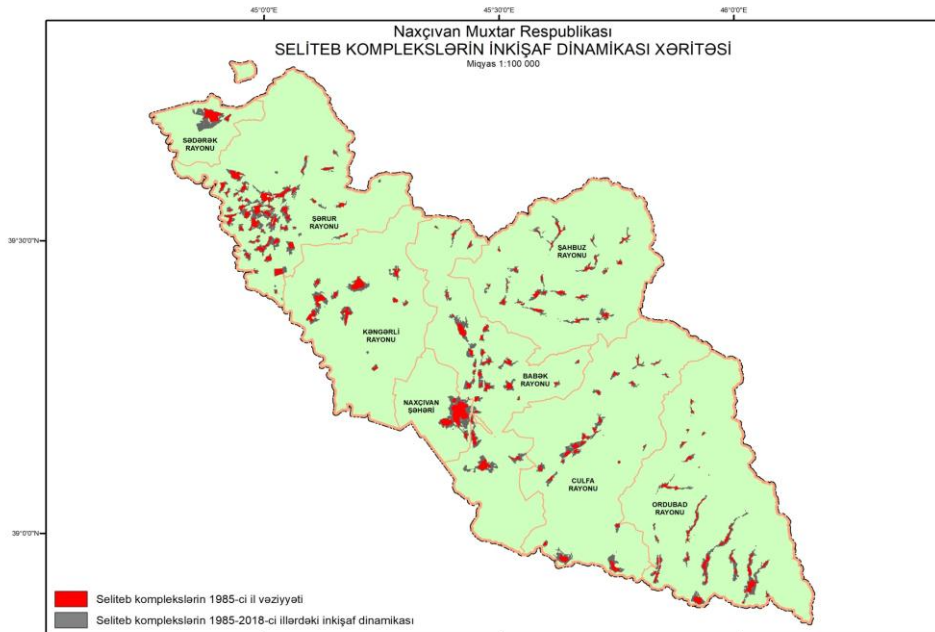 45°0'0"E
45°30'0"E
46°0'0"E
Naxçıvan Muxtar Respublikası
SELİTEB KOMPLEKSLƏRİN İNKİŞAF DİNAMİKASI XƏRİTƏSİ
Miqyas 1:100 000
SƏDƏRƏK
RAYONU
ŞƏRUR
RAYONU
39°30'0"N
ŞAHBUZ
RAYONU
KƏNGƏRLİ
RAYONU
BABƏK
RAYONU
NAXÇIVAN
ŞƏHƏRİ
CULFA
RAYONU
ORDUBAD
RAYONU
39°0'0"N
Seliteb komplekslərin 1985-ci il vəziyyəti
Seliteb komplekslərin 1985-2018-ci illərdəki inkişaf dinamikası